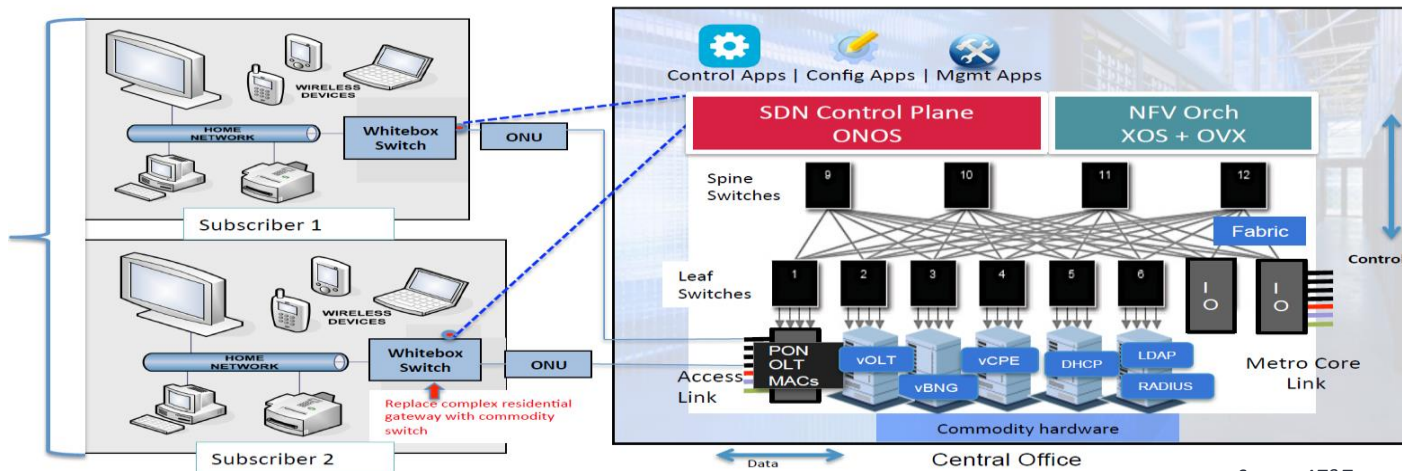 WIRELESS
DEVICES
HOME
NETWORK
Whitebox
Switch
ONU
Subscriber 1
WIRELESS
DEVICES
HOME
NETWORK
Whitebox
Switch
ONU
Replace complex residential
gateway with commodity
switch
Subscriber 2
Control Apps | Config Apps | Mgmt Apps
SDN Control Plane
ONOS
NFV Orch
XOS + OVX
Spine
Switches
9
10
11
12
Fabric
Control
Leaf
Switches
1
2
3
4
5
6
I
O
I
O
PON
OLT
MACs
vOLT
vBNG
vCPE
DHCP
LDAP
RADIUS
Access
Link
Metro Core
Link
Commodity hardware
Data
Central Office